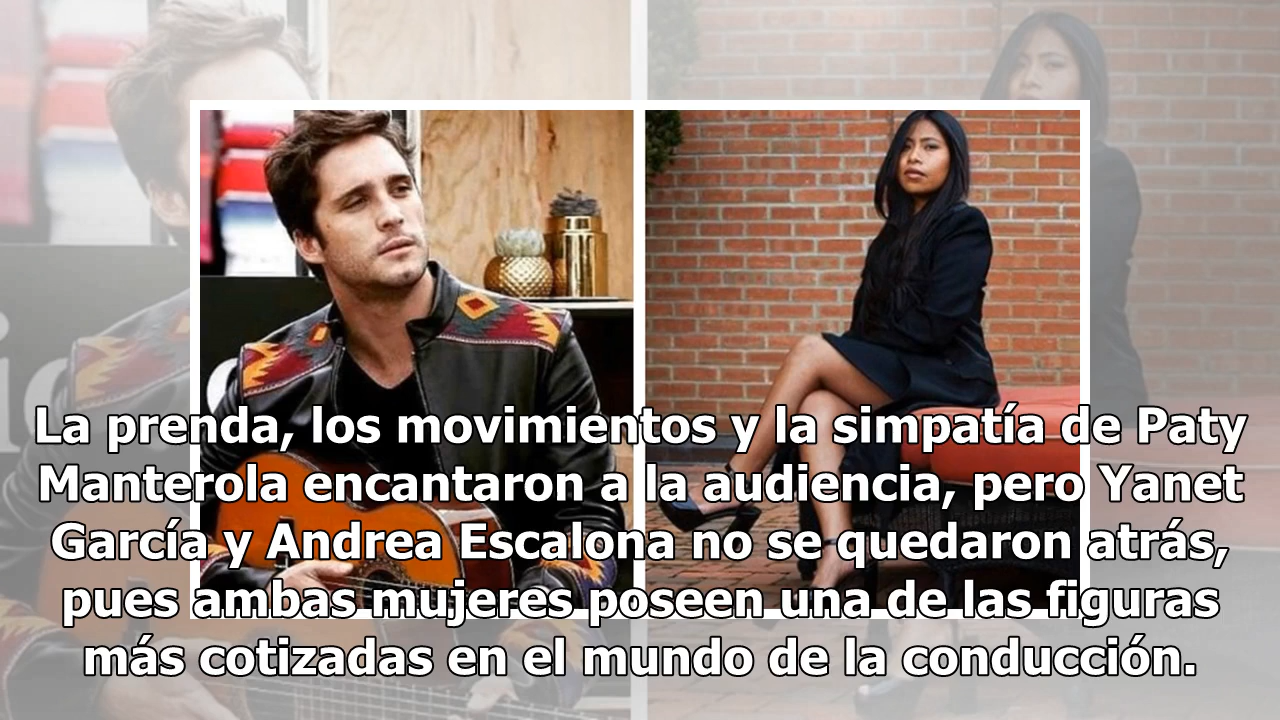 La prenda, los movimientos y la simpatía de Paty
Manterola encantaron a la audiencia, pero Yanet
García y Andrea Escalona no se quedaron atrás,
pues ambas mujeres poseen una de las figuras
más cotizadas en el mundo de la conducción.